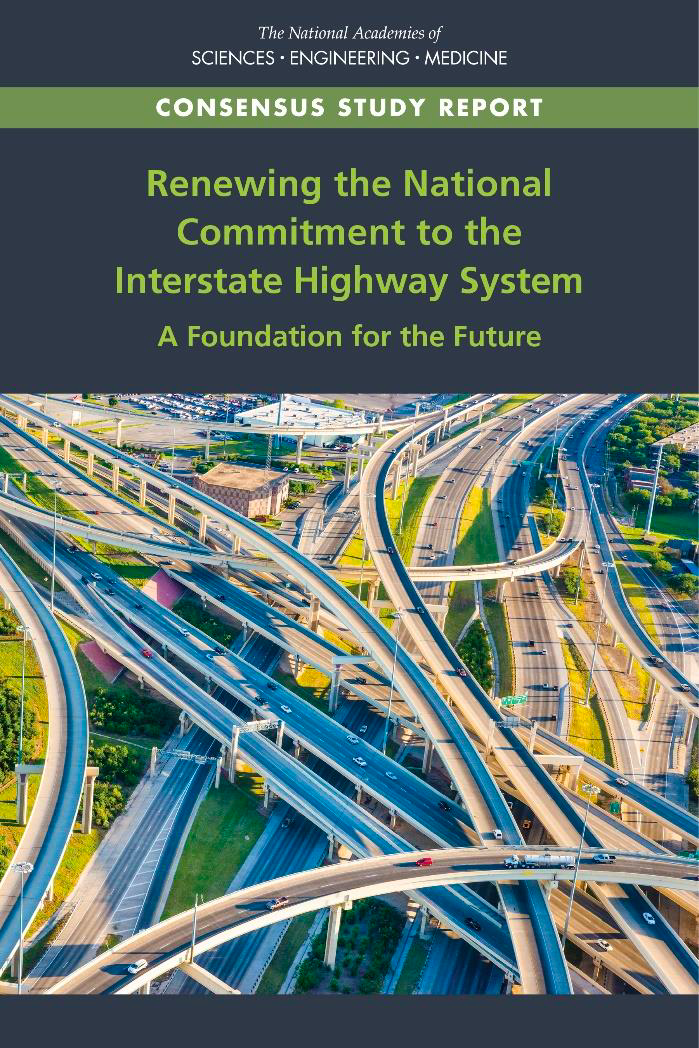 The National Academies of
SCIENCES · ENGINEERING · MEDICINE
CONSENSUS STUDY REPORT
Renewing the National
Commitment to the
Interstate Highway System
A Foundation for the Future